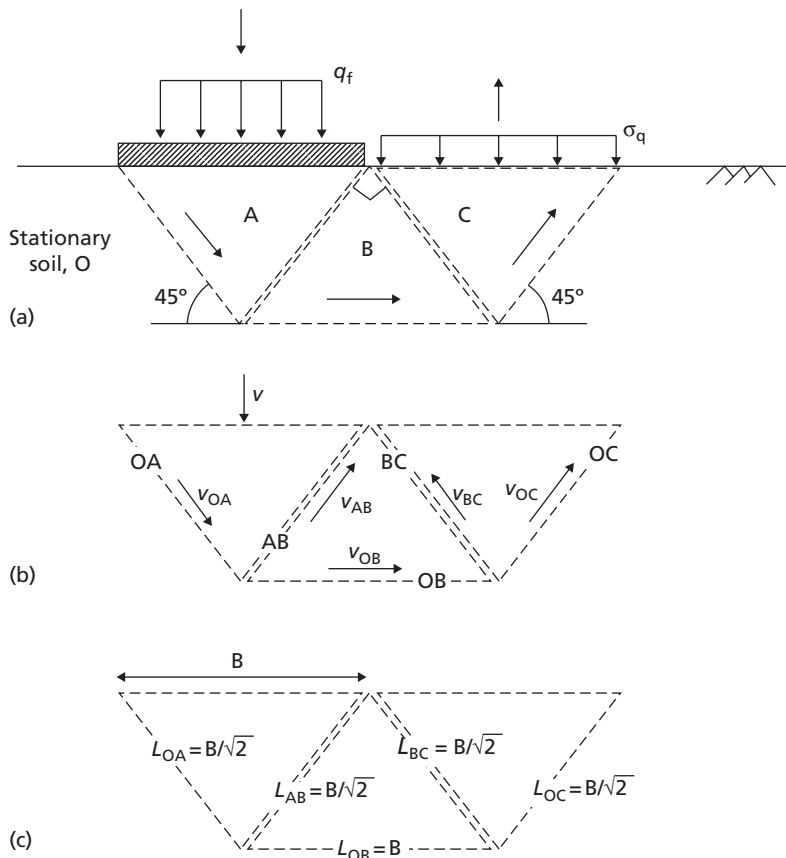 q_f
σ_q
A
B
C
Stationary
soil, O
45°
45°
(a)
v
OA
BC
OC
v_OA
v_AB
v_BC
v_OC
AB
v_OB
OB
(b)
B
L_OA = B/√2
L_BC = B/√2
L_AB = B/√2
L_OC = B/√2
L_OB = B
(c)